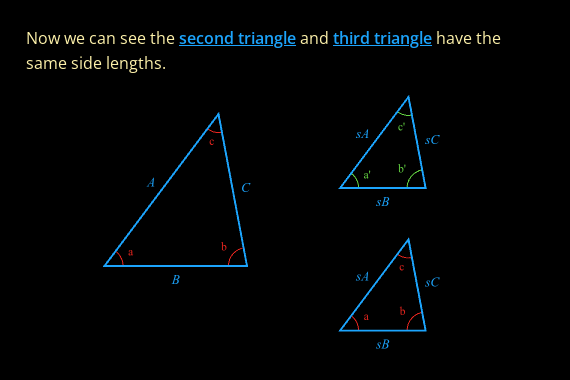 Now we can see the second triangle and third triangle have the
same side lengths.
c
A
C
a
b
B
sA
c'
sC
a'
b'
sB
sA
c
sC
a
b
sB